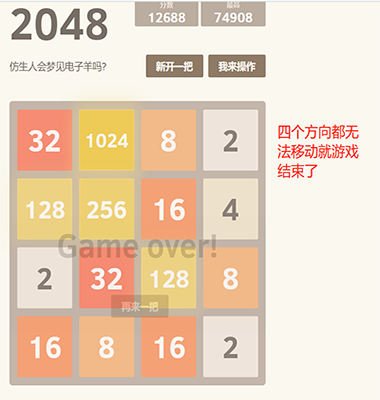 2048
分数 最高
12688 74908
仿生人会梦见电子羊吗?
新开一把 我来操作
32 1024 8 2
四个方向都无
法移动就游戏
结束了
128 256 16 4
Game over!
2 32 128 8
再来一把
16 8 16 2